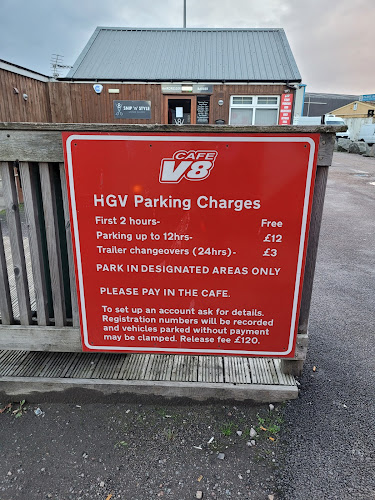 SHIP 'N' STYLE
CAFE
V8
HGV Parking Charges
First 2 hours- Free
Parking up to 12hrs- £12
Trailer changeovers (24hrs)- £3
PARK IN DESIGNATED AREAS ONLY
PLEASE PAY IN THE CAFE.
To set up an account ask for details.
Registration numbers will be recorded
and vehicles parked without payment
may be clamped. Release fee £120.